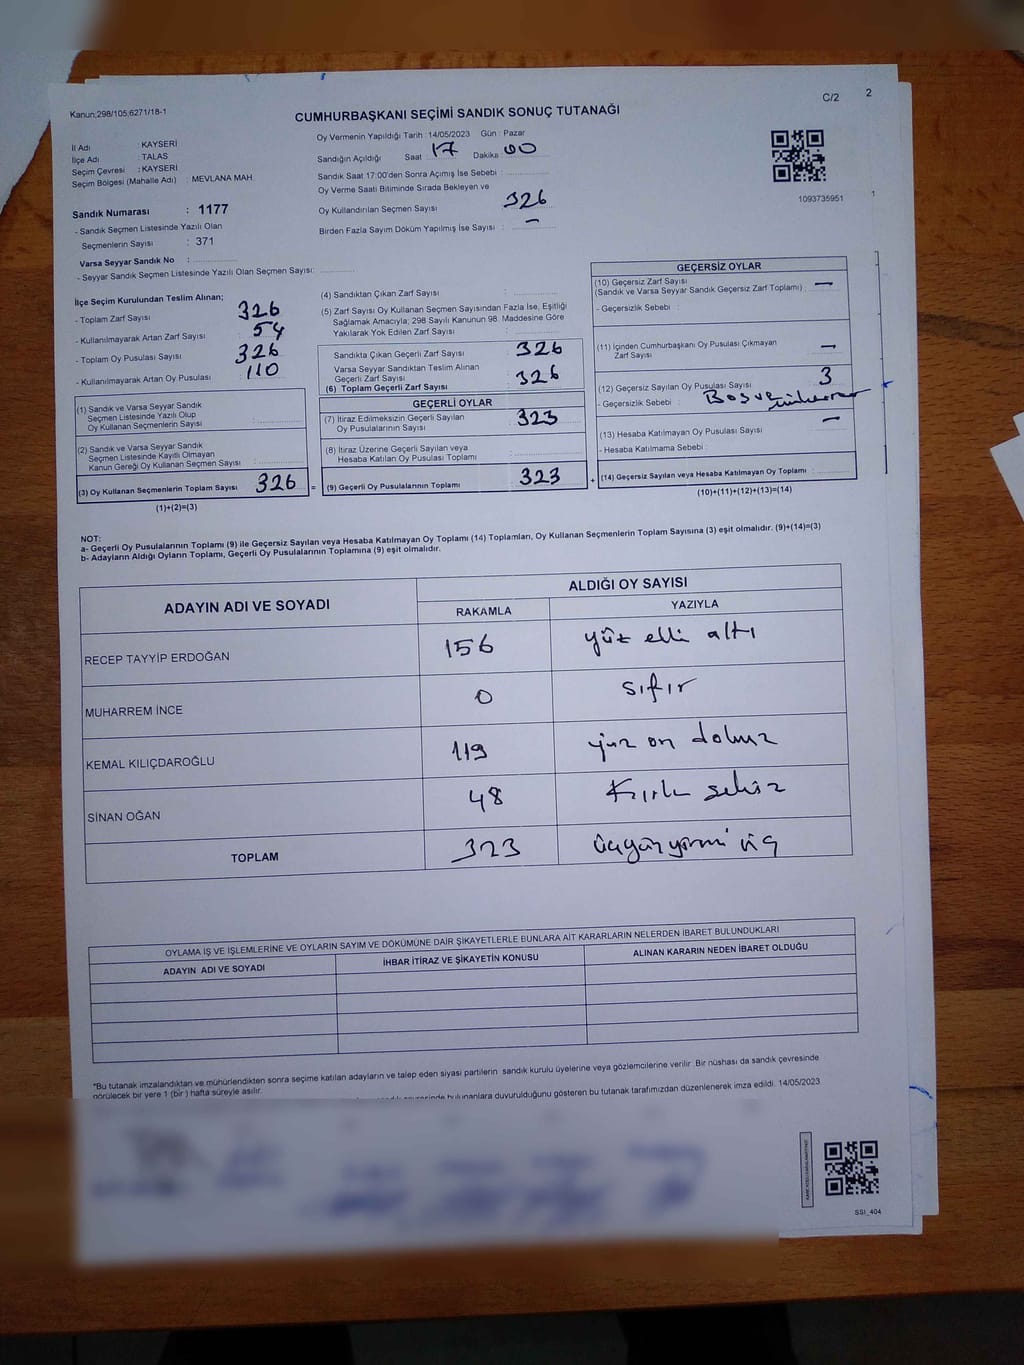 Kanun;298/105;6271/18-1
C/2
2
CUMHURBAŞKANI SEÇİMİ SANDIK SONUÇ TUTANAĞI
İl Adı : KAYSERİ
İlçe Adı : TALAS
Seçim Çevresi : KAYSERİ
Seçim Bölgesi (Mahalle Adı) : MEVLANA MAH.
Sandık Numarası : 1177
- Sandık Seçmen Listesinde Yazılı Olan
Seçmenlerin Sayısı : 371
Varsa Seyyar Sandık No :
- Seyyar Sandık Seçmen Listesinde Yazılı Olan Seçmen Sayısı:
Oy Vermenin Yapıldığı Tarih : 14/05/2023 Gün : Pazar
Sandığın Açıldığı Saat 17 Dakika 00
Sandık Saat 17:00'den Sonra Açımış İse Sebebi :
Oy Verme Saati Bitiminde Sırada Bekleyen ve
Oy Kullandırılan Seçmen Sayısı : 326
Birden Fazla Sayım Döküm Yapılmış İse Sayısı : -
1093735951
1
İlçe Seçim Kurulundan Teslim Alınan;
- Toplam Zarf Sayısı : 326
- Kullanılmayarak Artan Zarf Sayısı : 54
- Toplam Oy Pusulası Sayısı : 326
- Kullanılmayarak Artan Oy Pusulası : 110
(1) Sandık ve Varsa Seyyar Sandık
Seçmen Listesinde Yazılı Olup
Oy Kullanan Seçmenlerin Sayısı :
(2) Sandık ve Varsa Seyyar Sandık
Seçmen Listesinde Kayıtlı Olmayan
Kanun Gereği Oy Kullanan Seçmen Sayısı :
(3) Oy Kullanan Seçmenlerin Toplam Sayısı 326 =
(1)+(2)=(3)
(4) Sandıktan Çıkan Zarf Sayısı :
(5) Zarf Sayısı Oy Kullanan Seçmen Sayısından Fazla İse, Eşitliği
Sağlamak Amacıyla, 298 Sayılı Kanunun 98. Maddesine Göre
Yakılarak Yok Edilen Zarf Sayısı :
Sandıkta Çıkan Geçerli Zarf Sayısı : 326
Varsa Seyyar Sandıktan Teslim Alınan
Geçerli Zarf Sayısı :
(6) Toplam Geçerli Zarf Sayısı : 326
GEÇERLİ OYLAR
(7) İtiraz Edilmeksizin Geçerli Sayılan
Oy Pusulalarının Sayısı : 323
(8) İtiraz Üzerine Geçerli Sayılan veya
Hesaba Katılan Oy Pusulası Toplamı :
(9) Geçerli Oy Pusulalarının Toplamı : 323 +
GEÇERSİZ OYLAR
(10) Geçersiz Zarf Sayısı
(Sandık ve Varsa Seyyar Sandık Geçersiz Zarf Toplamı) : -
- Geçersizlik Sebebi :
(11) İçinden Cumhurbaşkanı Oy Pusulası Çıkmayan
Zarf Sayısı : -
(12) Geçersiz Sayılan Oy Pusulası Sayısı : 3
- Geçersizlik Sebebi : Boş ve
(13) Hesaba Katılmayan Oy Pusulası Sayısı : -
- Hesaba Katılmama Sebebi :
(14) Geçersiz Sayılan veya Hesaba Katılmayan Oy Toplamı :
(10)+(11)+(12)+(13)=(14)
NOT:
a- Geçerli Oy Pusulalarının Toplamı (9) ile Geçersiz Sayılan veya Hesaba Katılmayan Oy Toplamı (14) Toplamları, Oy Kullanan Seçmenlerin Toplam Sayısına (3) eşit olmalıdır. (9)+(14)=(3)
b- Adayların Aldığı Oyların Toplamı, Geçerli Oy Pusulalarının Toplamına (9) eşit olmalıdır.
ADAYIN ADI VE SOYADI
ALDIĞI OY SAYISI
RAKAMLA YAZIYLA
RECEP TAYYİP ERDOĞAN 156 yüz elli altı
MUHARREM İNCE 0 sıfır
KEMAL KILIÇDAROĞLU 119 yüz on dokuz
SİNAN OĞAN 48 Kırk sekiz
TOPLAM 323 üçyüzyirmi üç
OYLAMA İŞ VE İŞLEMLERİNE VE OYLARIN SAYIM VE DÖKÜMÜNE DAİR ŞİKAYETLERLE BUNLARA AİT KARARLARIN NELERDEN İBARET BULUNDUKLARI
ADAYIN ADI VE SOYADI İHBAR İTİRAZ VE ŞİKAYETİN KONUSU ALINAN KARARIN NEDEN İBARET OLDUĞU
*Bu tutanak imzalandıktan ve mühürlendikten sonra seçime katılan adayların ve talep eden siyasi partilerin sandık kurulu üyelerine veya gözlemcilerine verilir. Bir nüshası da sandık çevresinde
görülecek bir yere 1 (bir) hafta süreyle asılır.
bulunanlara duyurulduğunu gösteren bu tutanak tarafımızdan düzenlenerek imza edildi. 14/05/2023
SSI_404